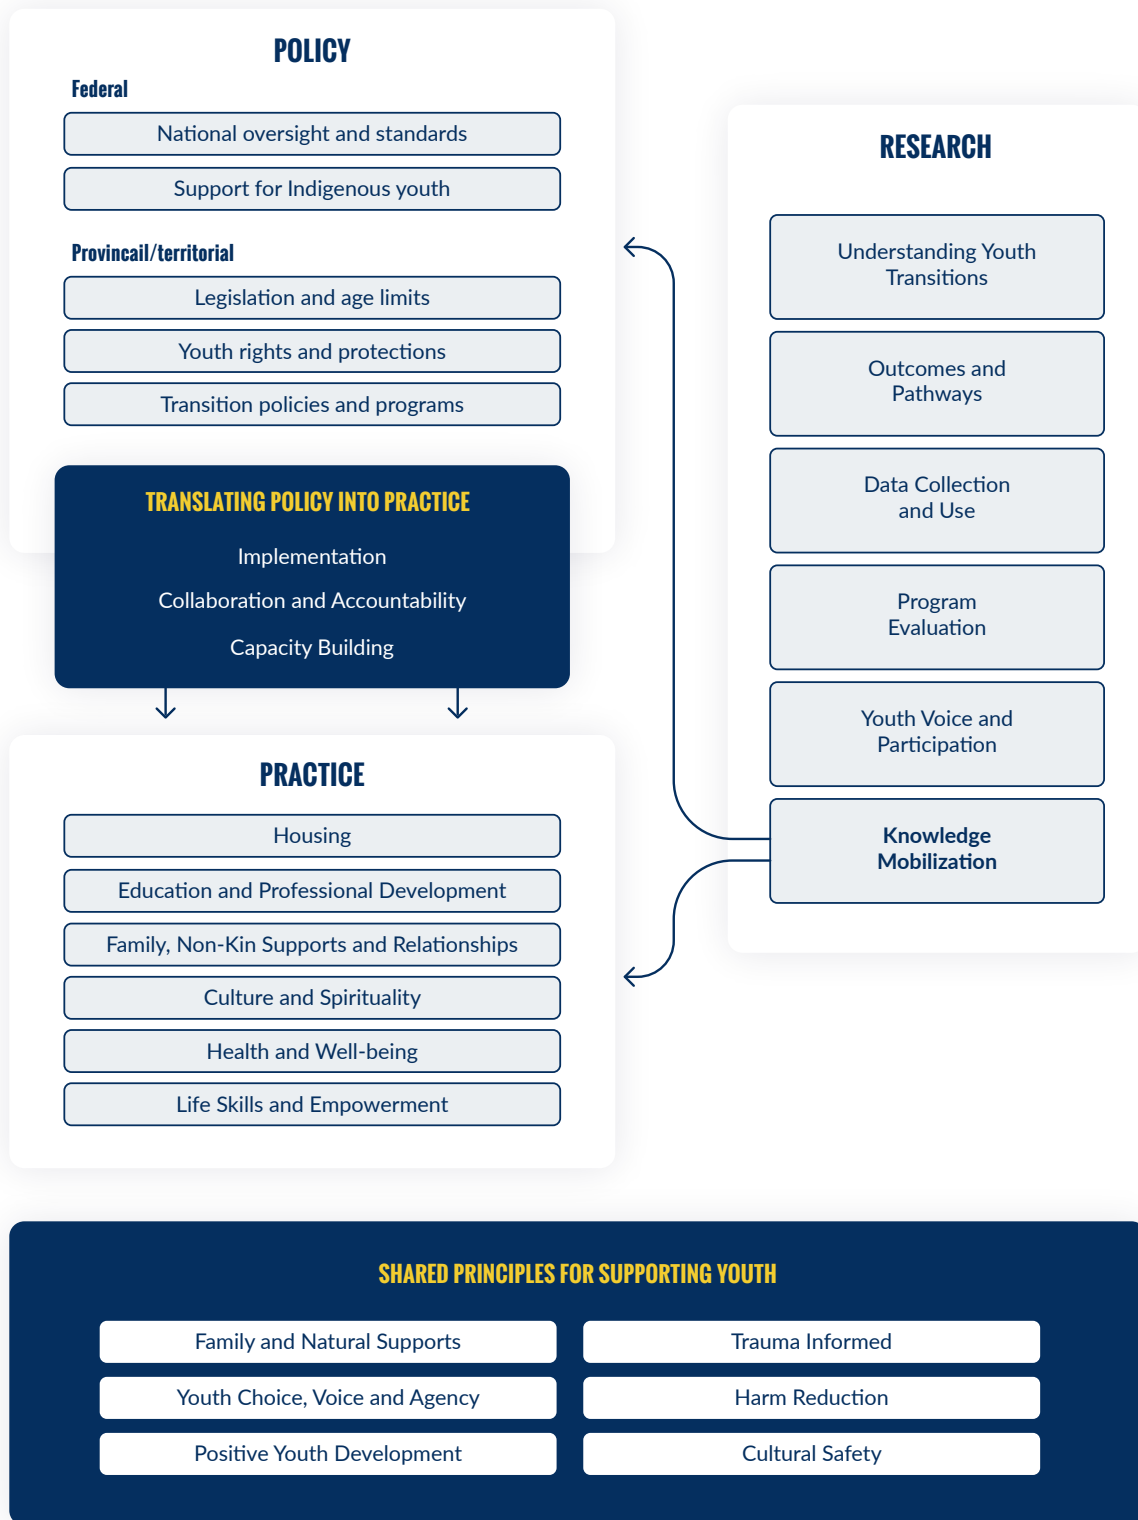 POLICY
Federal
National oversight and standards
Support for Indigenous youth
Provincail/territorial
Legislation and age limits
Youth rights and protections
Transition policies and programs
TRANSLATING POLICY INTO PRACTICE
Implementation
Collaboration and Accountability
Capacity Building
PRACTICE
Housing
Education and Professional Development
Family, Non-Kin Supports and Relationships
Culture and Spirituality
Health and Well-being
Life Skills and Empowerment
RESEARCH
Understanding Youth
Transitions
Outcomes and
Pathways
Data Collection
and Use
Program
Evaluation
Youth Voice and
Participation
Knowledge
Mobilization
SHARED PRINCIPLES FOR SUPPORTING YOUTH
Family and Natural Supports
Trauma Informed
Youth Choice, Voice and Agency
Harm Reduction
Positive Youth Development
Cultural Safety